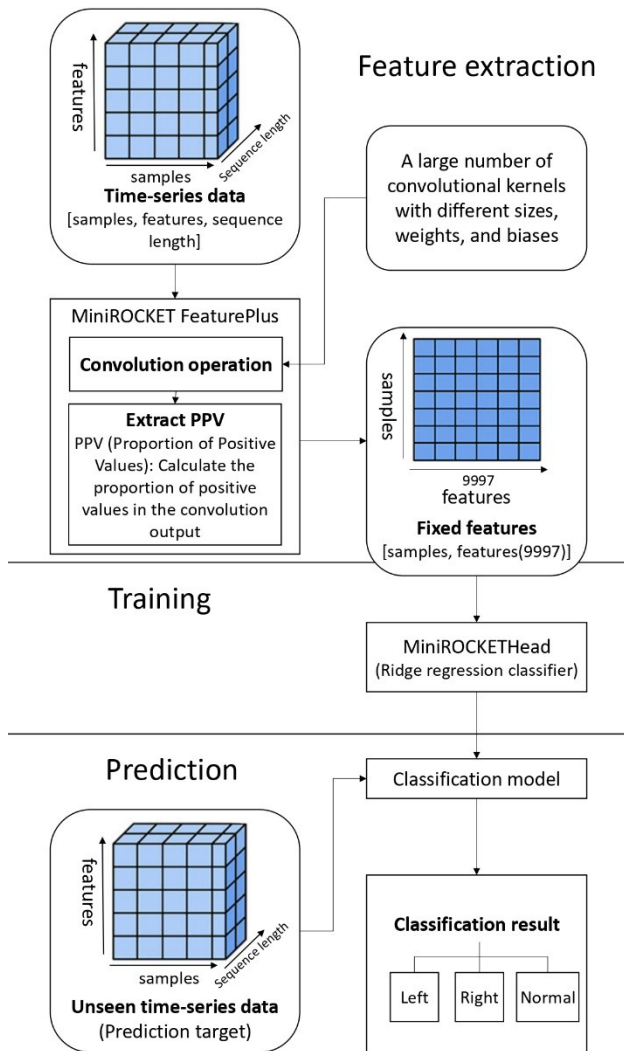 Feature extraction
features
samples
Sequence length
Time-series data
[samples, features, sequence
length]
A large number of
convolutional kernels
with different sizes,
weights, and biases
MiniROCKET FeaturePlus
Convolution operation
Extract PPV
PPV (Proportion of Positive
Values): Calculate the
proportion of positive
values in the convolution
output
samples
9997
features
Fixed features
[samples, features(9997)]
Training
MiniROCKETHead
(Ridge regression classifier)
Prediction
Classification model
features
samples
Sequence length
Unseen time-series data
(Prediction target)
Classification result
Left
Right
Normal